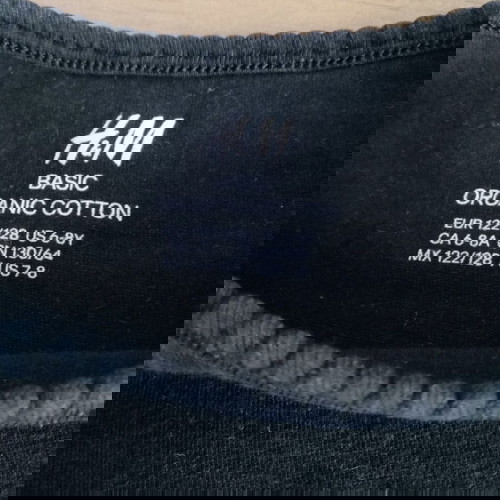 H&M
BASIC
ORGANIC COTTON
EUR 122/128, US 6-8Y
CA 6-8A, CN 130/64
MX 122/128, US 7-8